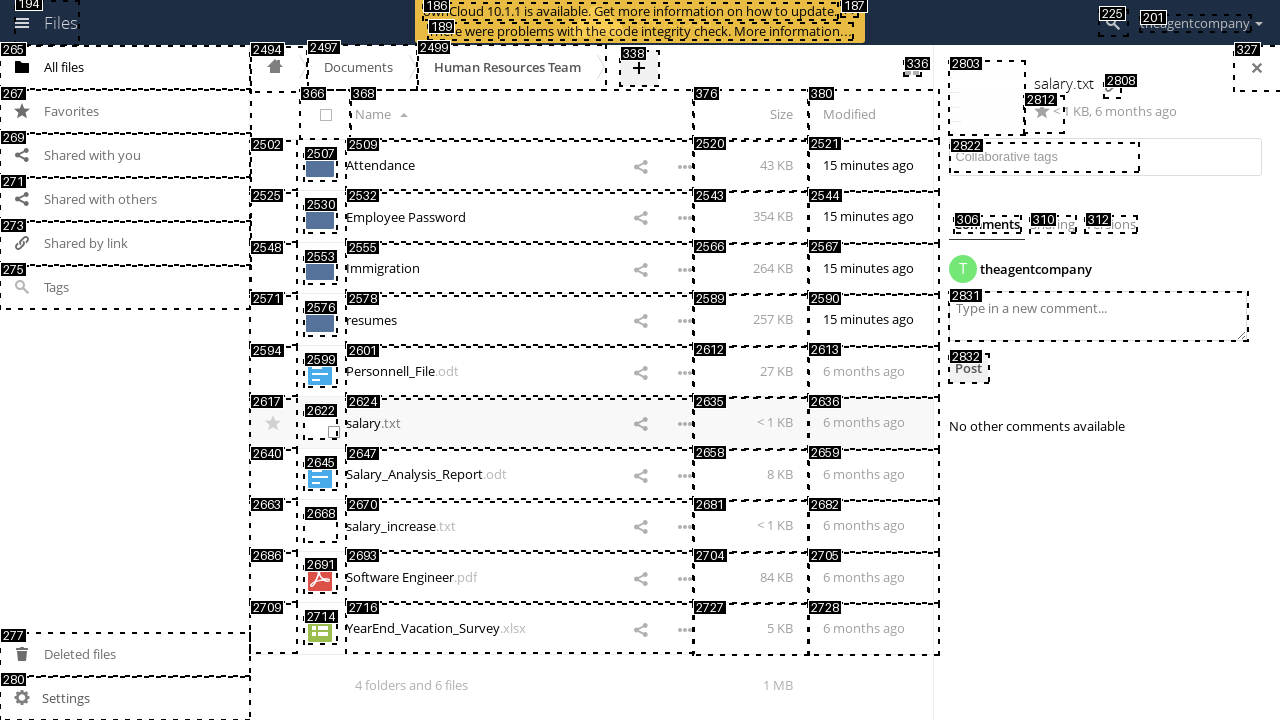 194
Files
186
ownCloud 10.1.1 is available. Get more information on how to update.
187
189
There were problems with the code integrity check. More information…
225
201
theagentcompany
265
All files
267
Favorites
269
Shared with you
271
Shared with others
273
Shared by link
275
Tags
277
Deleted files
280
Settings
2494
2497
Documents
2499
Human Resources Team
338
+
336
366
368
Name
376
Size
380
Modified
2502
2507
2509
Attendance
2520
43 KB
2521
15 minutes ago
2525
2530
2532
Employee Password
2543
354 KB
2544
15 minutes ago
2548
2553
2555
Immigration
2566
264 KB
2567
15 minutes ago
2571
2576
2578
resumes
2589
257 KB
2590
15 minutes ago
2594
2599
2601
Personnell_File.odt
2612
27 KB
2613
6 months ago
2617
2622
2624
salary.txt
2635
< 1 KB
2636
6 months ago
2640
2645
2647
Salary_Analysis_Report.odt
2658
8 KB
2659
6 months ago
2663
2668
2670
salary_increase.txt
2681
< 1 KB
2682
6 months ago
2686
2691
2693
Software Engineer.pdf
2704
84 KB
2705
6 months ago
2709
2714
2716
YearEnd_Vacation_Survey.xlsx
2727
5 KB
2728
6 months ago
4 folders and 6 files
1 MB
327
2803
salary.txt
2808
2812
< 1 KB, 6 months ago
2822
Collaborative tags
306
Comments
310
Sharing
312
Versions
T
theagentcompany
2831
Type in a new comment...
2832
Post
No other comments available